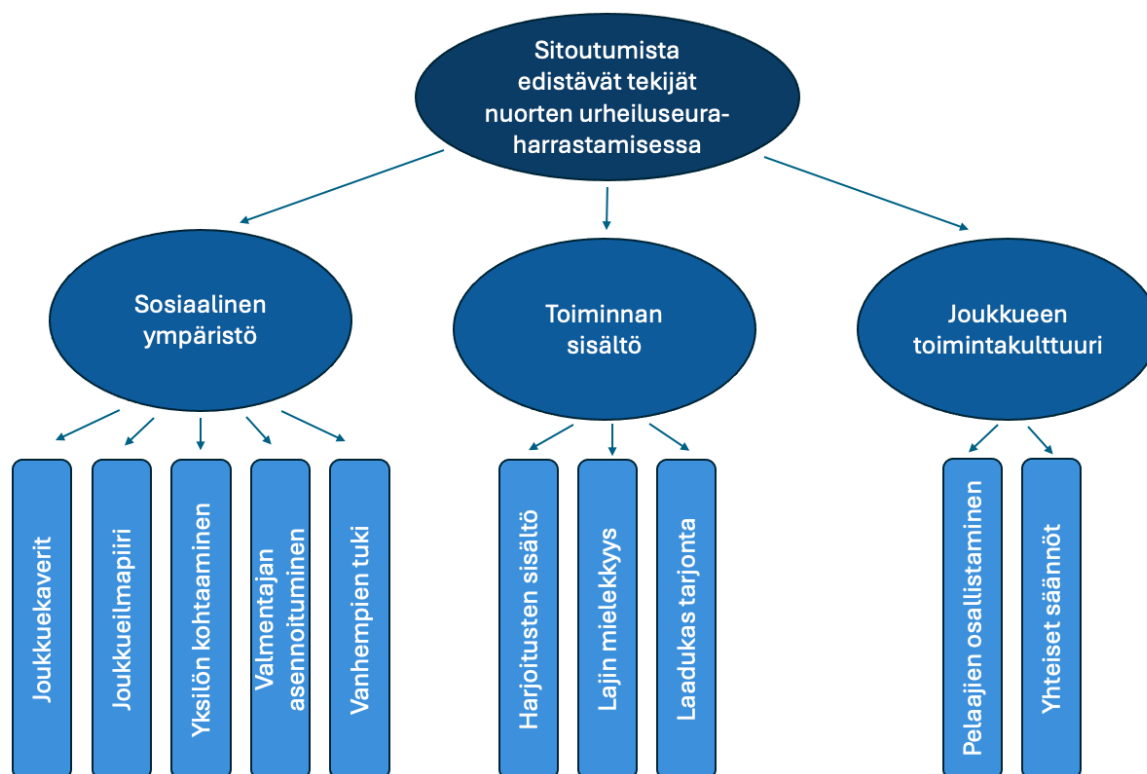 Sitoutumista
edistävät tekijät
nuorten urheiluseura-
harrastamisessa
Sosiaalinen
ympäristö
Toiminnan
sisältö
Joukkueen
toimintakulttuuri
Joukkuekaverit
Joukkueilmapiiri
Yksilön kohtaaminen
Valmentajan
asennoituminen
Vanhempien tuki
Harjoitusten sisältö
Lajin mielekkyys
Laadukas tarjonta
Pelaajien osallistaminen
Yhteiset säännöt